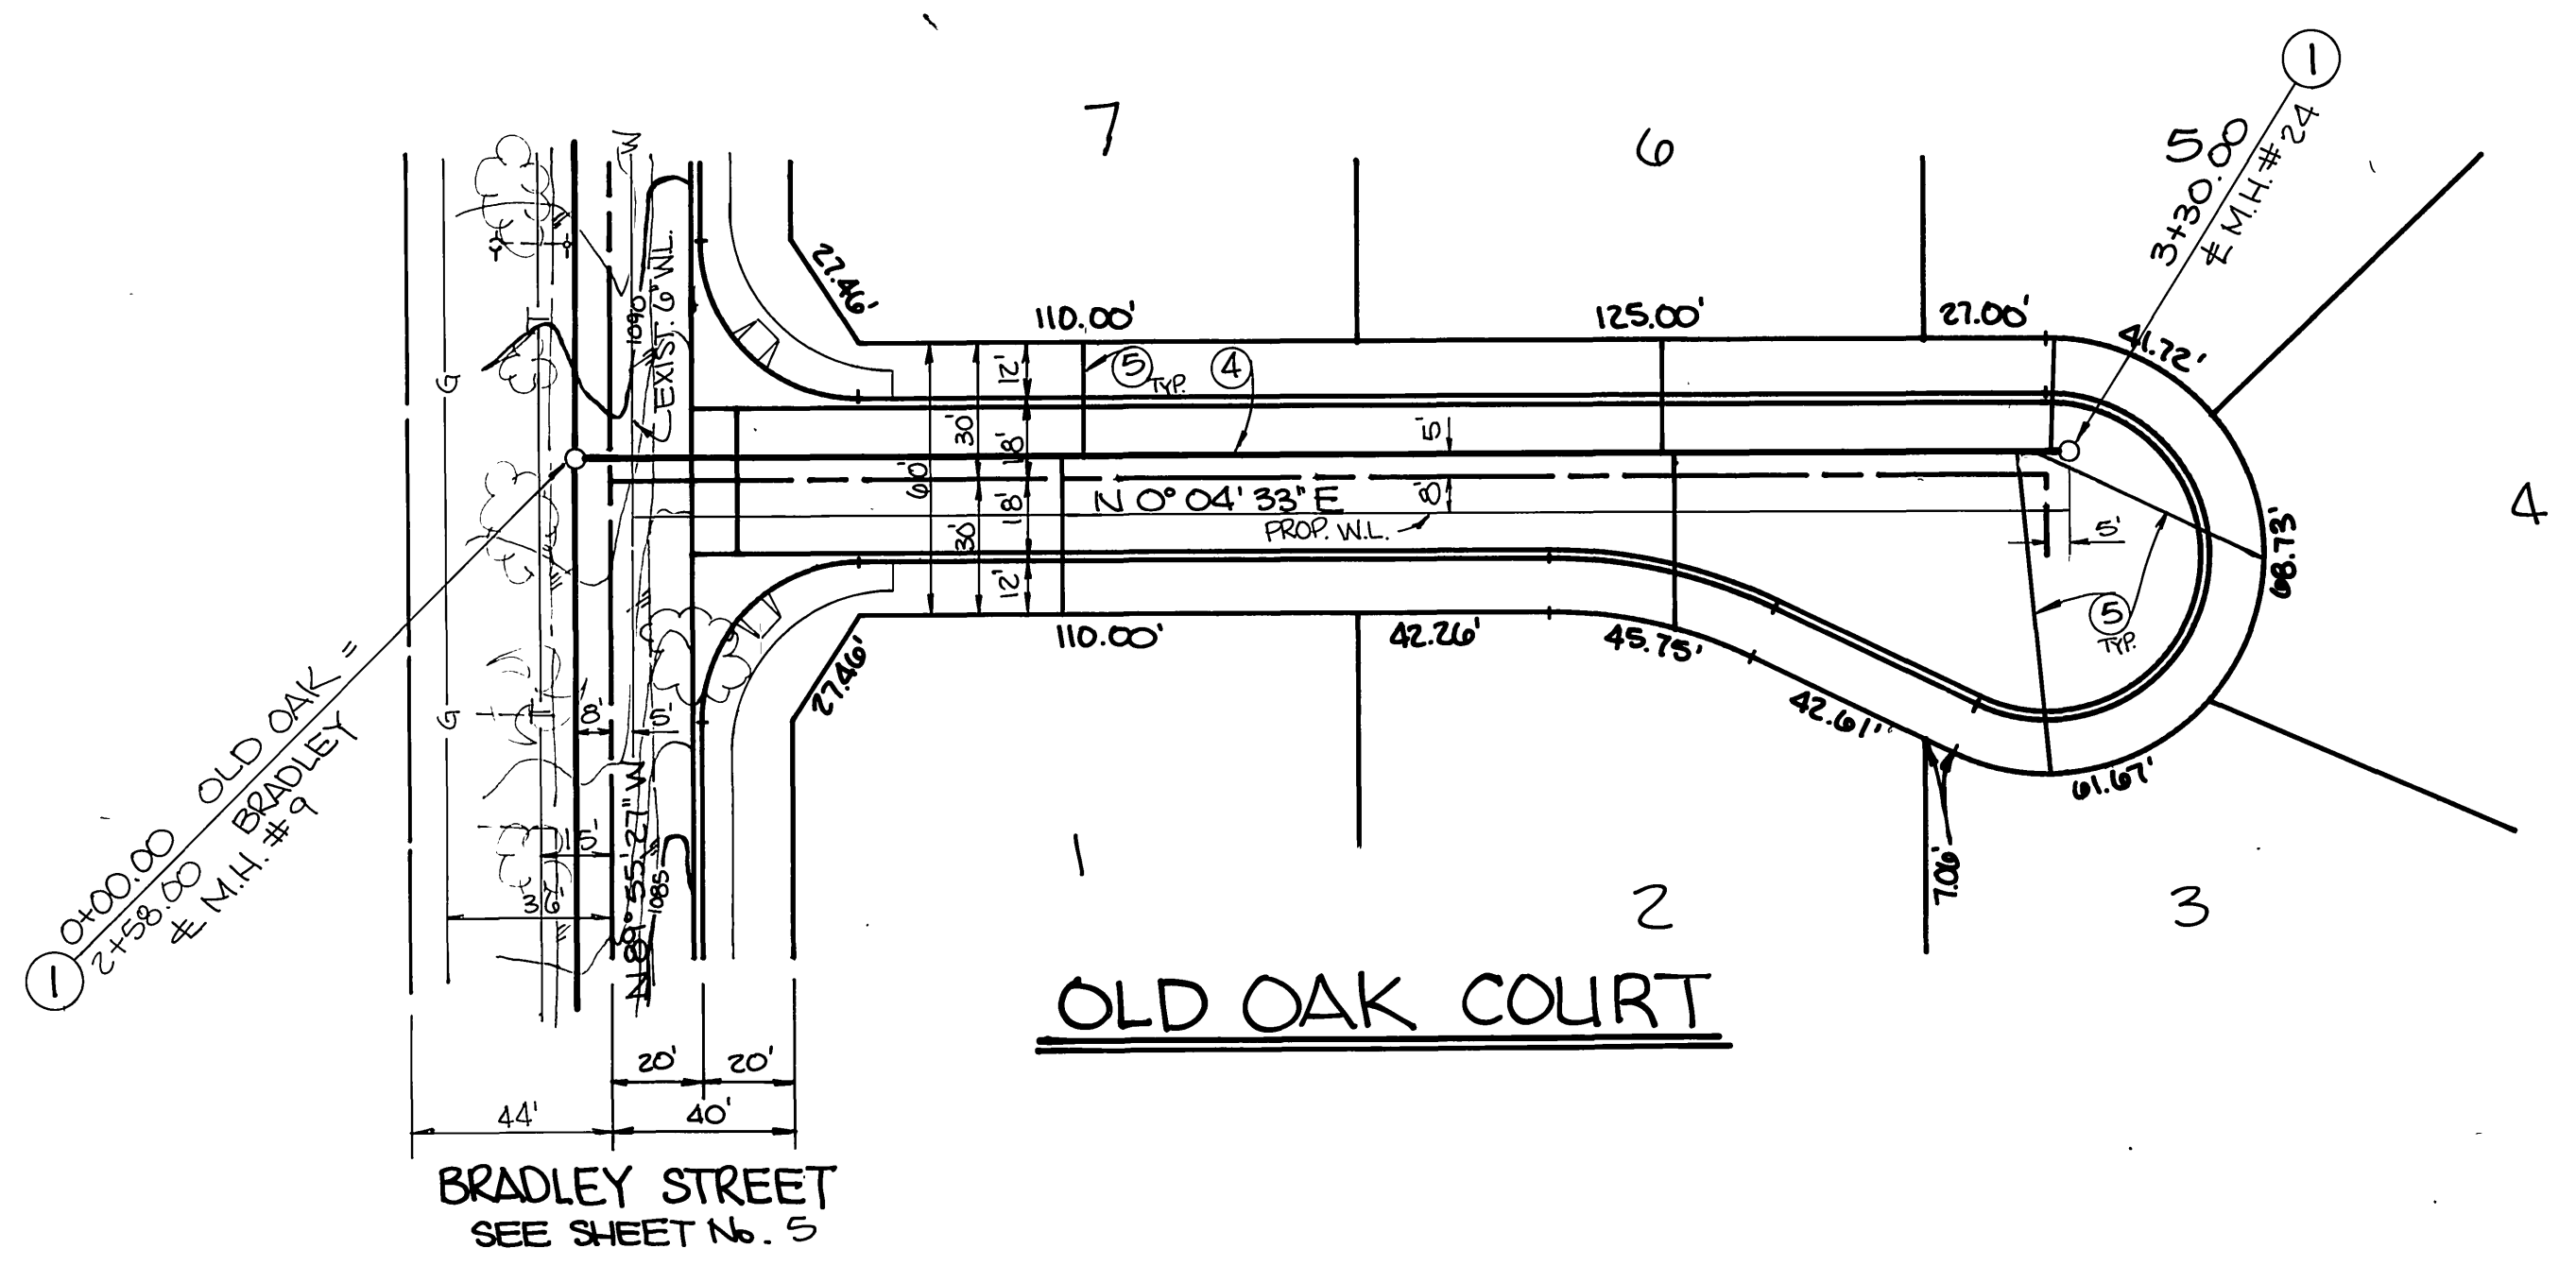 1
7
6
5
3+30.88
℄ M.H. #24
27.46'
110.00'
125.00'
27.00'
41.72'
W
1090
EXIST. 6" W.L.
G
T
5
TYP.
4
12'
30'
18'
60'
5'
N 0° 04' 33" E
8'
PROP. W.L.
18'
30'
12'
5'
5
TYP.
68.73'
4
110.00'
42.26'
45.75'
42.61'
61.67'
7.06'
27.46'
G
8'
5'
15'
36'
N 89° 55' 27" W
1085
OLD OAK =
0+00.00
BRADLEY
2+58.00
℄ M.H. #9
1
1
2
3
OLD OAK COURT
20'
20'
44'
40'
BRADLEY STREET
SEE SHEET No. 5